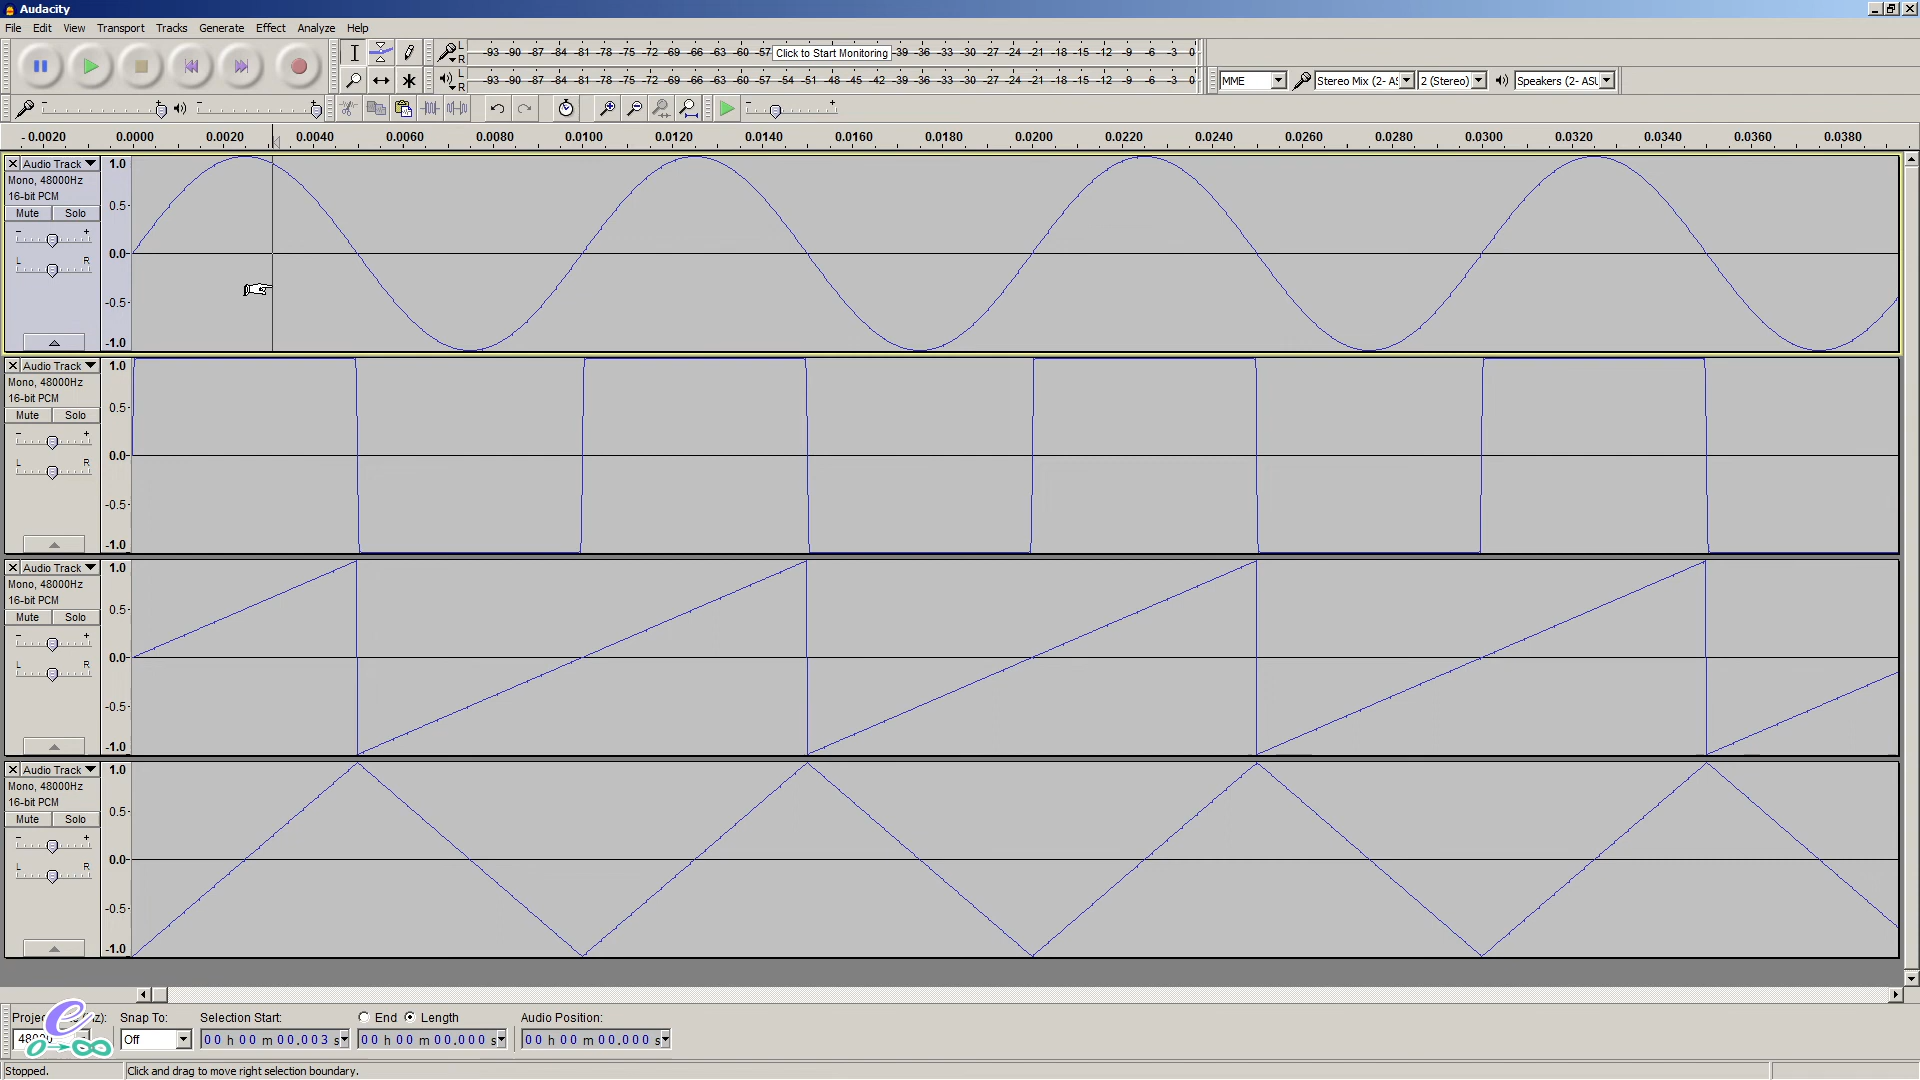 Audacity
File Edit View Transport Tracks Generate Effect Analyze Help
L -93 -90 -87 -84 -81 -78 -75 -72 -69 -66 -63 -60 -57 Click to Start Monitoring -39 -36 -33 -30 -27 -24 -21 -18 -15 -12 -9 -6 -3 0
R
L -93 -90 -87 -84 -81 -78 -75 -72 -69 -66 -63 -60 -57 -54 -51 -48 -45 -42 -39 -36 -33 -30 -27 -24 -21 -18 -15 -12 -9 -6 -3 0
R
MME Stereo Mix (2- AS 2 (Stereo) Speakers (2- ASU
- + - + - +
- 0.0020 0.0000 0.0020 0.0040 0.0060 0.0080 0.0100 0.0120 0.0140 0.0160 0.0180 0.0200 0.0220 0.0240 0.0260 0.0280 0.0300 0.0320 0.0340 0.0360 0.0380
Audio Track 1.0
Mono, 48000Hz
16-bit PCM
0.5
Mute Solo
- +
0.0
L R
-0.5
-1.0
Audio Track 1.0
Mono, 48000Hz
16-bit PCM
0.5
Mute Solo
- +
0.0
L R
-0.5
-1.0
Audio Track 1.0
Mono, 48000Hz
16-bit PCM
0.5
Mute Solo
- +
0.0
L R
-0.5
-1.0
Audio Track 1.0
Mono, 48000Hz
16-bit PCM
0.5
Mute Solo
- +
0.0
L R
-0.5
-1.0
Snap To: Selection Start: End Length Audio Position:
Off 00 h 00 m 00.003 s 00 h 00 m 00.000 s 00 h 00 m 00.000 s
e
0→∞
Stopped. Click and drag to move right selection boundary.